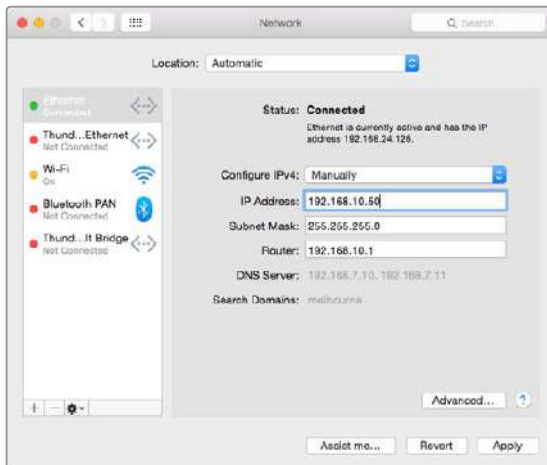 Network
Search
Location: Automatic
Ethernet
Connected
Thund...Ethernet
Not Connected
Wi-Fi
On
Bluetooth PAN
Not Connected
Thund...lt Bridge
Not Connected
Status: Connected
Ethernet is currently active and has the IP
address 192.168.24.126.
Configure IPv4: Manually
IP Address: 192.168.10.50
Subnet Mask: 255.255.255.0
Router: 192.168.10.1
DNS Server: 192.168.7.10, 192.168.7.11
Search Domains: melbourne
Advanced... ?
Assist me... Revert Apply